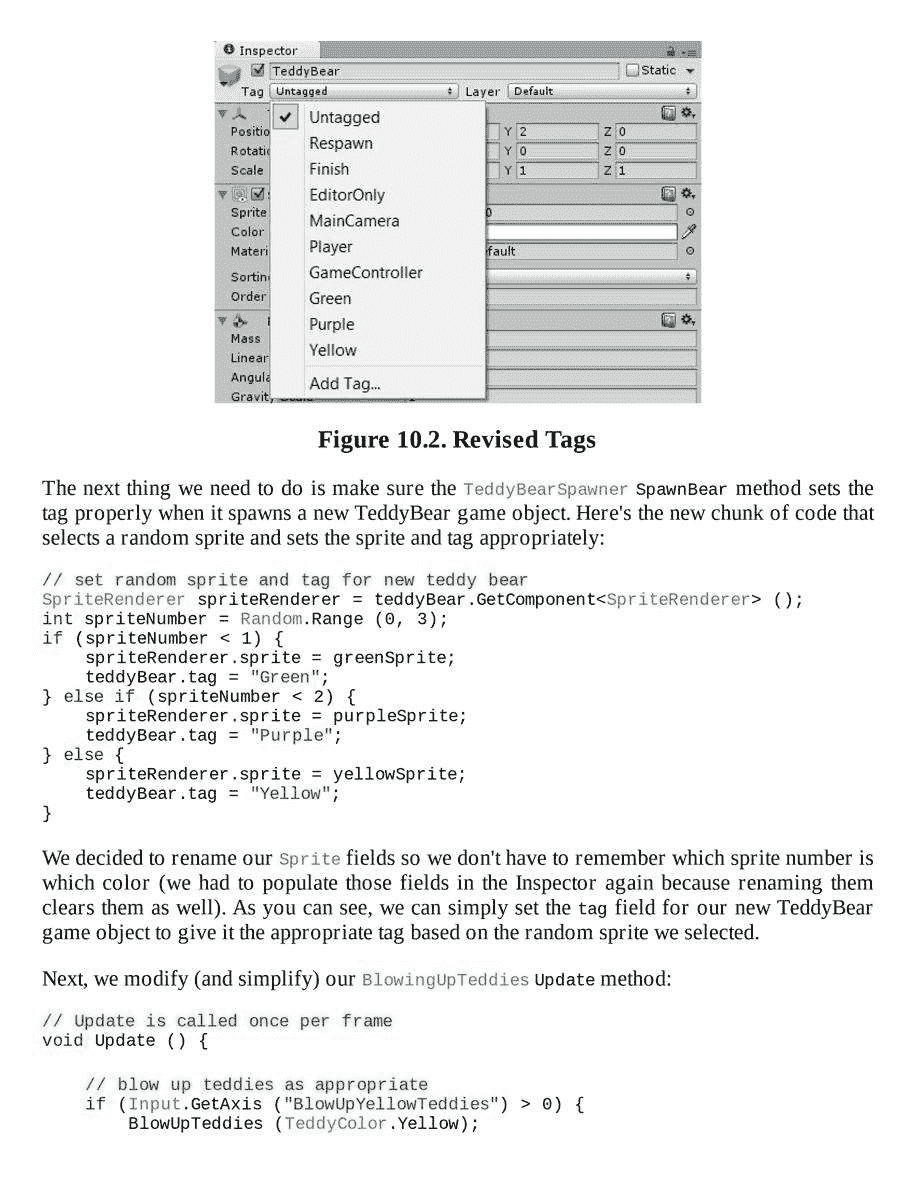 Inspector
TeddyBear Static
Tag Untagged Layer Default
Untagged
Respawn
Finish
EditorOnly
MainCamera
Player
GameController
Green
Purple
Yellow
Add Tag...
Positio Y 2 Z 0
Rotati Y 0 Z 0
Scale Y 1 Z 1
Sprite 0
Color
Materi fault
Sortin
Order
Mass
Linear
Angula
Gravity
Figure 10.2. Revised Tags
The next thing we need to do is make sure the TeddyBearSpawner SpawnBear method sets the
tag properly when it spawns a new TeddyBear game object. Here's the new chunk of code that
selects a random sprite and sets the sprite and tag appropriately:
// set random sprite and tag for new teddy bear
SpriteRenderer spriteRenderer = teddyBear.GetComponent<SpriteRenderer> ();
int spriteNumber = Random.Range (0, 3);
if (spriteNumber < 1) {
    spriteRenderer.sprite = greenSprite;
    teddyBear.tag = "Green";
} else if (spriteNumber < 2) {
    spriteRenderer.sprite = purpleSprite;
    teddyBear.tag = "Purple";
} else {
    spriteRenderer.sprite = yellowSprite;
    teddyBear.tag = "Yellow";
}
We decided to rename our Sprite fields so we don't have to remember which sprite number is
which color (we had to populate those fields in the Inspector again because renaming them
clears them as well). As you can see, we can simply set the tag field for our new TeddyBear
game object to give it the appropriate tag based on the random sprite we selected.
Next, we modify (and simplify) our BlowingUpTeddies Update method:
// Update is called once per frame
void Update () {
    // blow up teddies as appropriate
    if (Input.GetAxis ("BlowUpYellowTeddies") > 0) {
        BlowUpTeddies (TeddyColor.Yellow);